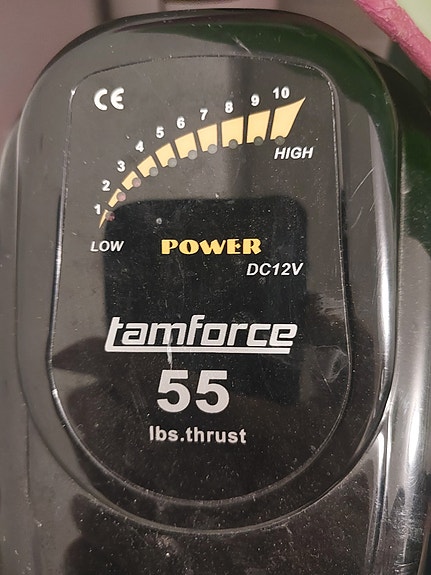 CE
1 2 3 4 5 6 7 8 9 10
HIGH
LOW
POWER
DC12V
tamforce
55
lbs.thrust